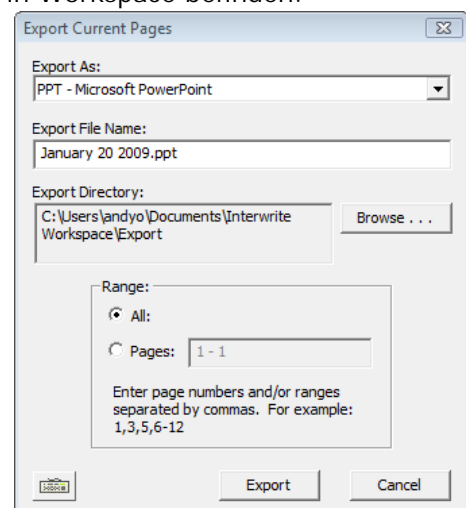 in Workspace befinden.
Export Current Pages
Export As:
PPT - Microsoft PowerPoint
Export File Name:
January 20 2009.ppt
Export Directory:
C:\Users\andyo\Documents\Interwrite
Workspace\Export
Browse . . .
Range:
All:
Pages: 1 - 1
Enter page numbers and/or ranges
separated by commas. For example:
1,3,5,6-12
Export Cancel